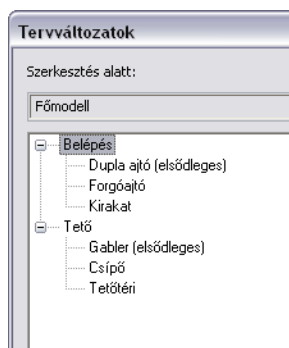 Tervváltozatok
Szerkesztés alatt:
Főmodell
Belépés
Dupla ajtó (elsődleges)
Forgóajtó
Kirakat
Tető
Gabler (elsődleges)
Csípő
Tetőtéri